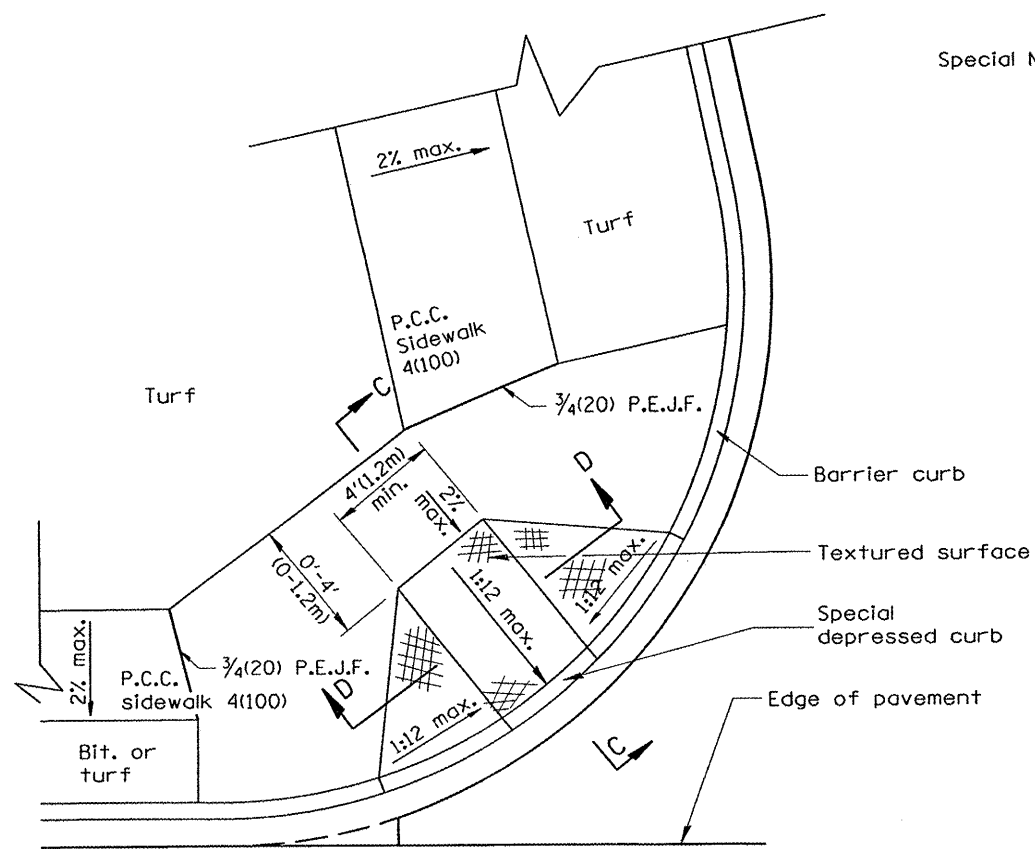 Special
2% max.
Turf
P.C.C.
Sidewalk
4(100)
Turf
C
3/4(20) P.E.J.F.
4'(1.2m)
min.
2%
max.
D
Barrier curb
0'-4'
(0-1.2m)
Textured surface
1:12 max.
1:12 max.
Special
depressed curb
2% max.
P.C.C.
sidewalk 4(100)
3/4(20) P.E.J.F.
D
1:12 max.
Edge of pavement
C
Bit. or
turf